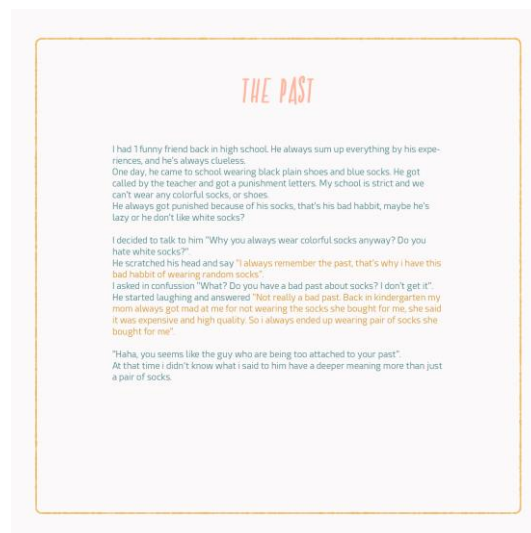 THE PAST
I had 1 funny friend back in high school. He always sum up everything by his expe-
riences, and he's always clueless.
One day, he came to school wearing black plain shoes and blue socks. He got
called by the teacher and got a punishment letters. My school is strict and we
can't wear any colorful socks, or shoes.
He always got punished because of his socks, that's his bad habbit, maybe he's
lazy or he don't like white socks?
I decided to talk to him "Why you always wear colorful socks anyway? Do you
hate white socks?"
He scratched his head and say "I always remember the past, that's why i have this
bad habbit of wearing random socks".
I asked in confussion "What? Do you have a bad past about socks? I don't get it".
He started laughing and answered "Not really a bad past. Back in kindergarten my
mom always got mad at me for not wearing the socks she bought for me, she said
it was expensive and high quality. So i always ended up wearing pair of socks she
bought for me".
"Haha, you seems like the guy who are being too attached to your past".
At that time i didn't know what i said to him have a deeper meaning more than just
a pair of socks.